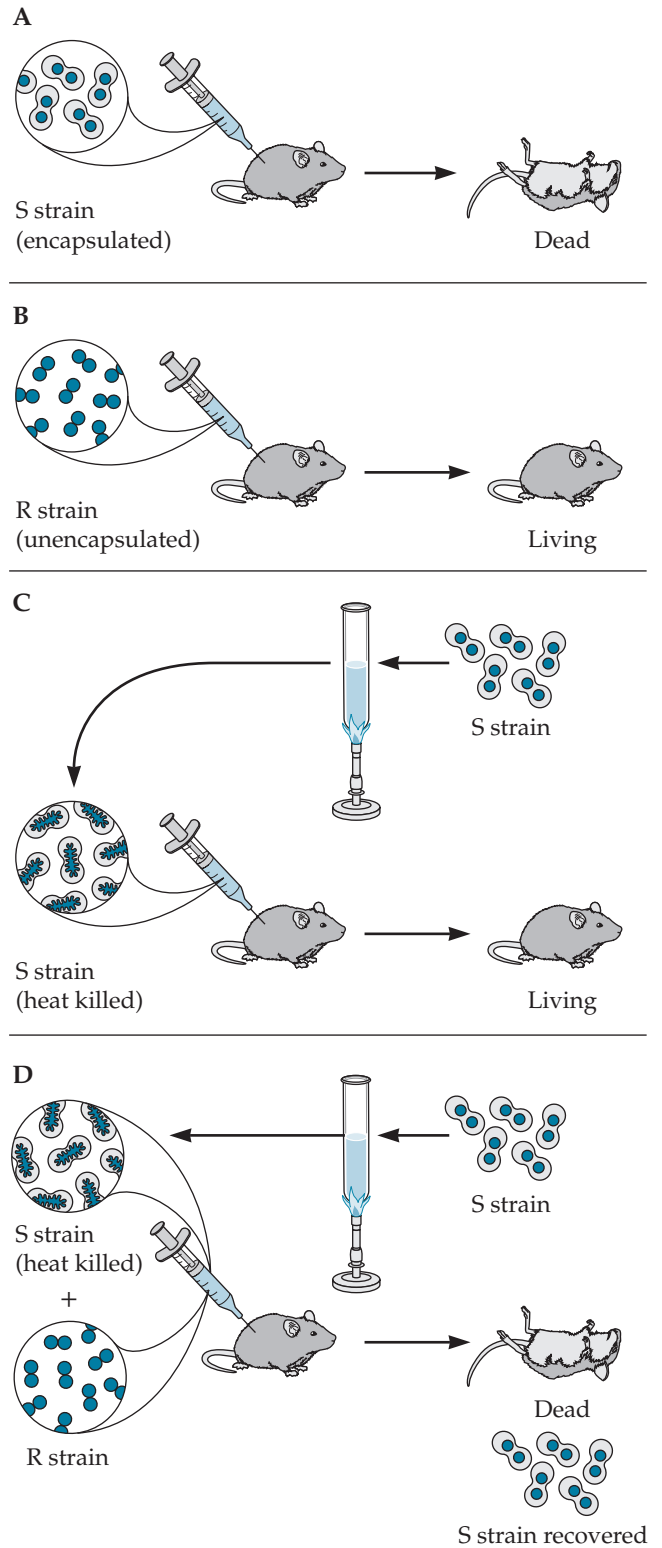 A
S strain
(encapsulated)
Dead
B
R strain
(unencapsulated)
Living
C
S strain
S strain
(heat killed)
Living
D
S strain
S strain
(heat killed)
+
R strain
Dead
S strain recovered